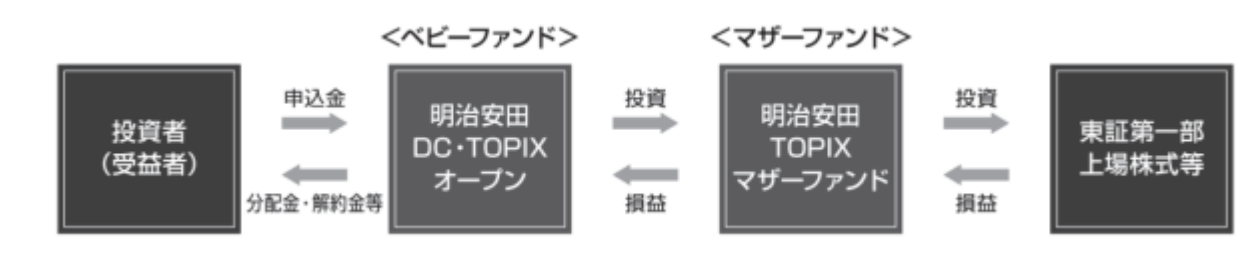 <ベビーファンド>
<マザーファンド>
投資者
(受益者)
申込金
分配金・解約金等
明治安田
DC・TOPIX
オープン
投資
損益
明治安田
TOPIX
マザーファンド
投資
損益
東証第一部
上場株式等